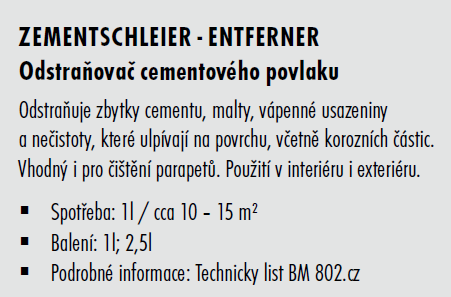 ZEMENTSCHLEIER - ENTFERNER
Odstraňovač cementového povlaku
Odstraňuje zbytky cementu, malty, vápenné usazeniny
a nečistoty, které ulpívají na povrchu, včetně korozních částic.
Vhodný i pro čištění parapetů. Použití v interiéru i exteriéru.
▪ Spotřeba: 1l / cca 10 – 15 m²
▪ Balení: 1l; 2,5l
▪ Podrobné informace: Technicky list BM 802.cz